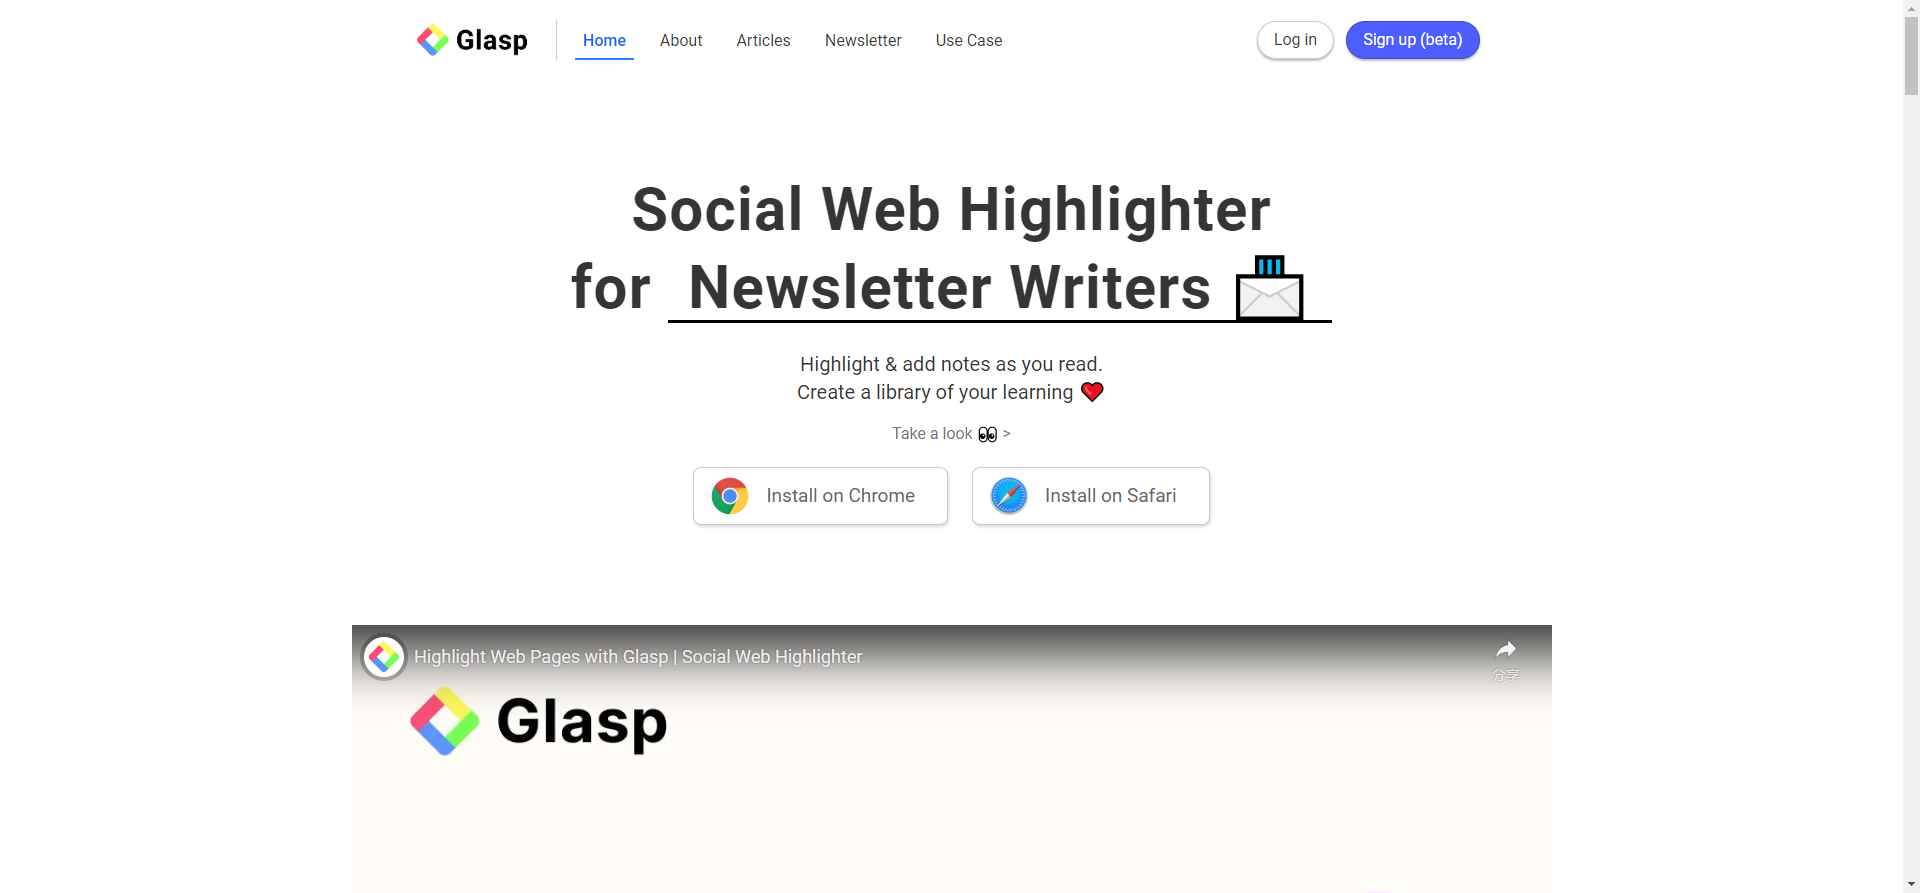 Glasp
Home About Articles Newsletter Use Case
Log in
Sign up (beta)
Social Web Highlighter
for Newsletter Writers
Highlight & add notes as you read.
Create a library of your learning ❤️
Take a look 👀 >
Install on Chrome
Install on Safari
Highlight Web Pages with Glasp | Social Web Highlighter
分享
Glasp